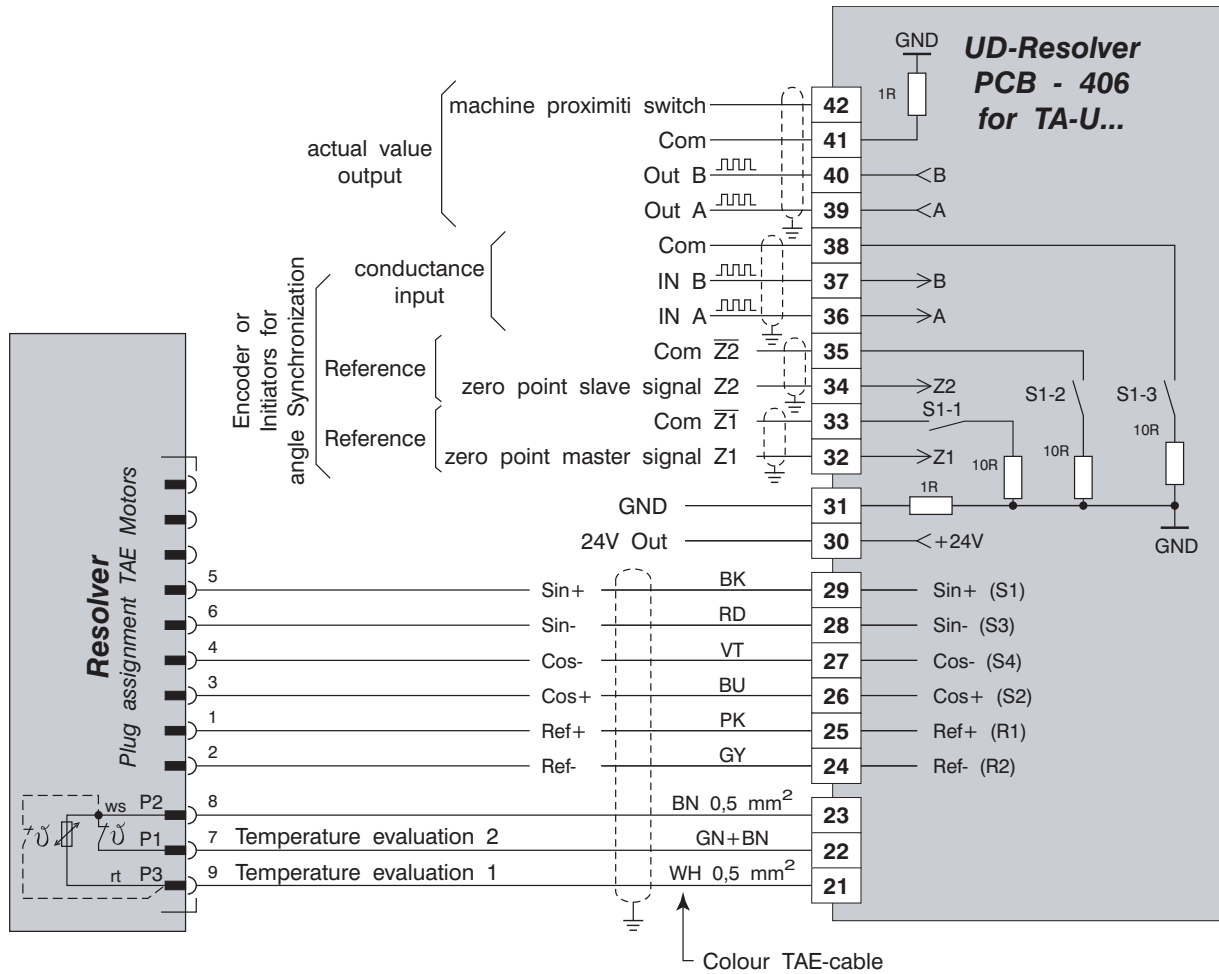 UD-Resolver
PCB - 406
for TA-U...
GND
1R
machine proximiti switch
42
Com
41
actual value
output
Out B
40
B
Out A
39
A
Com
38
conductance
input
IN B
37
B
IN A
36
A
Encoder or
Initiators for
angle Synchronization
Reference
Com Z2
35
zero point slave signal Z2
34
Z2
S1-2
S1-3
Reference
Com Z1
33
S1-1
zero point master signal Z1
32
Z1
10R
10R
10R
GND
31
1R
24V Out
30
+24V
GND
Resolver
Plug assignment TAE Motors
5
Sin+
BK
29
Sin+ (S1)
6
Sin-
RD
28
Sin- (S3)
4
Cos-
VT
27
Cos- (S4)
3
Cos+
BU
26
Cos+ (S2)
1
Ref+
PK
25
Ref+ (R1)
2
Ref-
GY
24
Ref- (R2)
ws P2
8
BN 0,5 mm²
23
+ϑ
ϑ
P1
7 Temperature evaluation 2
GN+BN
22
rt P3
9 Temperature evaluation 1
WH 0,5 mm²
21
Colour TAE-cable